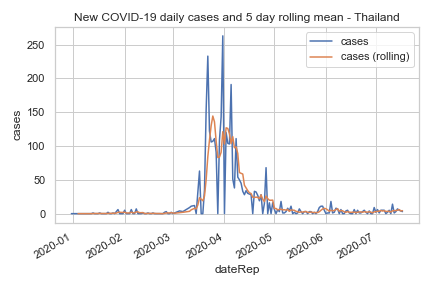 New COVID-19 daily cases and 5 day rolling mean - Thailand
cases
cases (rolling)
250
200
150
100
50
0
cases
2020-01
2020-02
2020-03
2020-04
2020-05
2020-06
2020-07
dateRep